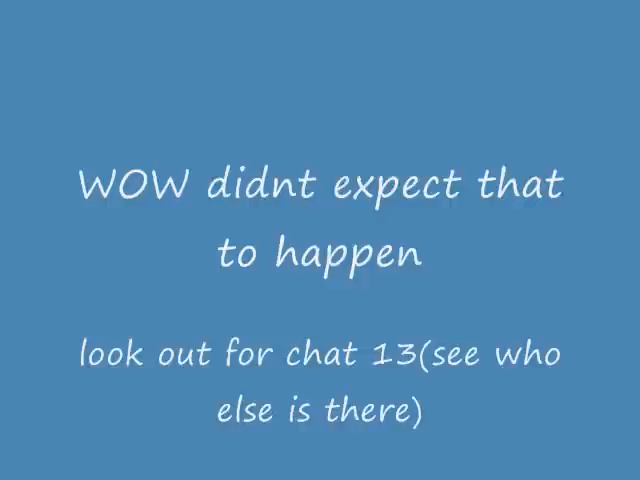 WOW didnt expect that
to happen
look out for chat 13(see who
else is there)